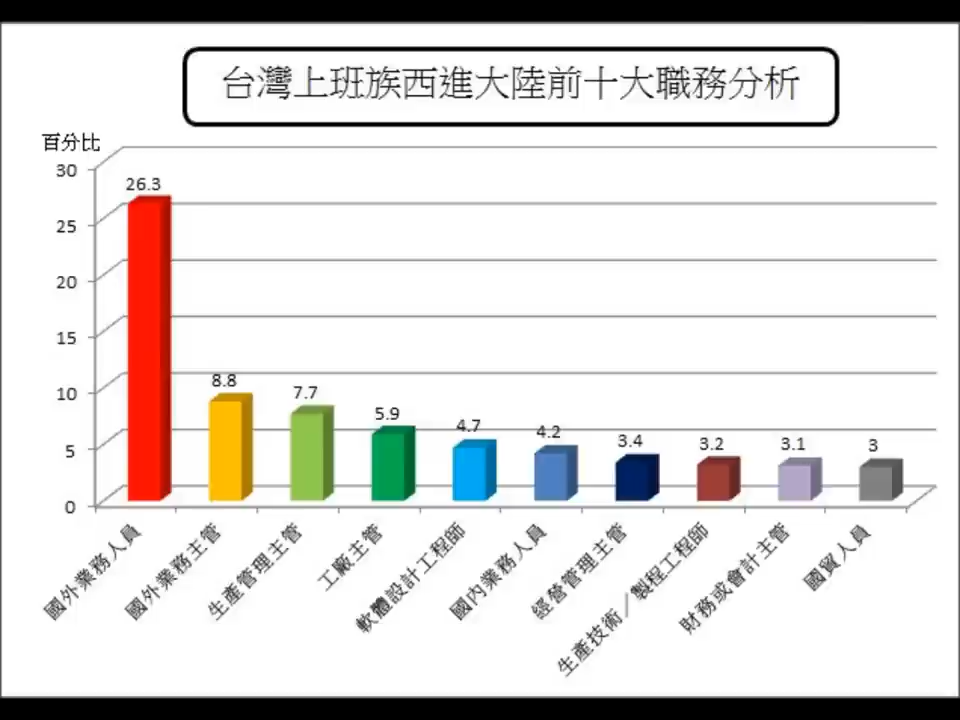 台灣上班族西進大陸前十大職務分析
百分比
30
25
20
15
10
5
0
26.3
8.8
7.7
5.9
4.7
4.2
3.4
3.2
3.1
3
國外業務人員
國外業務主管
生產管理主管
工廠主管
軟體設計工程師
國內業務人員
經營管理主管
生產技術／製程工程師
財務或會計主管
國貿人員